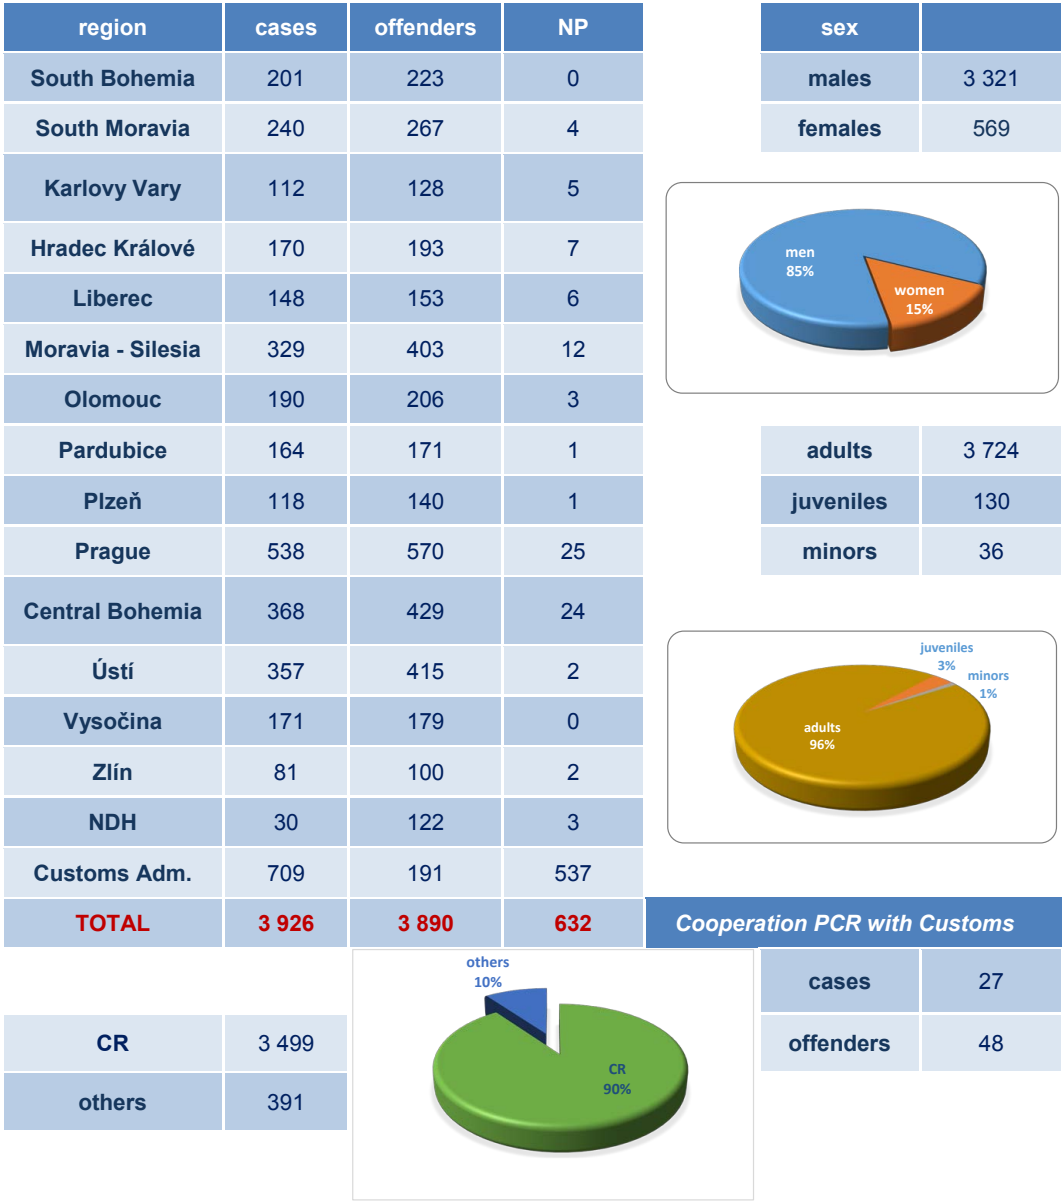 region cases offenders NP
South Bohemia 201 223 0
South Moravia 240 267 4
Karlovy Vary 112 128 5
Hradec Králové 170 193 7
Liberec 148 153 6
Moravia - Silesia 329 403 12
Olomouc 190 206 3
Pardubice 164 171 1
Plzeň 118 140 1
Prague 538 570 25
Central Bohemia 368 429 24
Ústí 357 415 2
Vysočina 171 179 0
Zlín 81 100 2
NDH 30 122 3
Customs Adm. 709 191 537
TOTAL 3 926 3 890 632
sex
males 3 321
females 569
men
85%
women
15%
adults 3 724
juveniles 130
minors 36
juveniles
3%
minors
1%
adults
96%
Cooperation PCR with Customs
cases 27
offenders 48
CR 3 499
others 391
others
10%
CR
90%